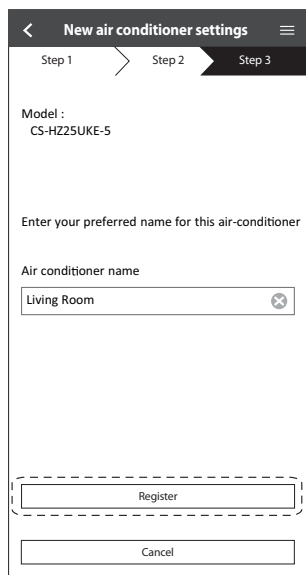 New air conditioner settings
Step 1 Step 2 Step 3
Model :
CS-HZ25UKE-5
Enter your preferred name for this air-conditioner
Air conditioner name
Living Room
Register
Cancel